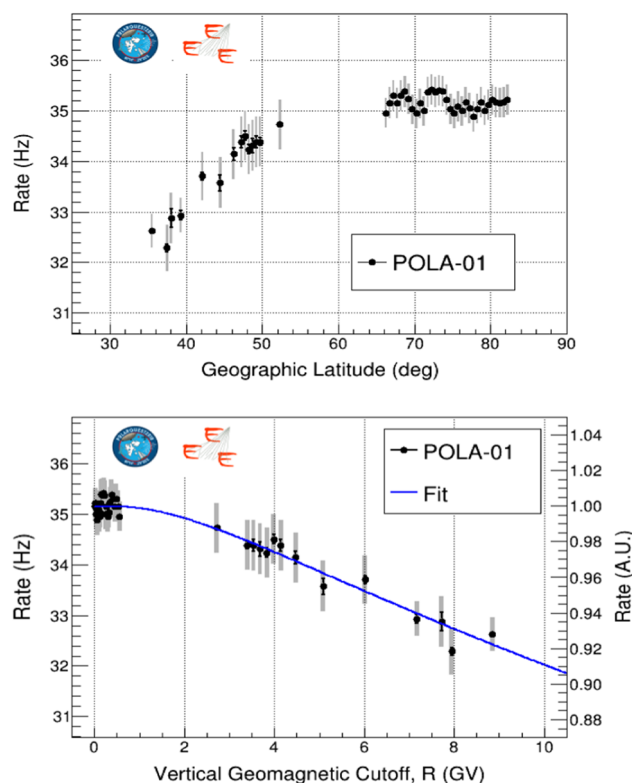 36
35
34
33
32
31
Rate (Hz)
POLA-01
30 40 50 60 70 80 90
Geographic Latitude (deg)
36
35
34
33
32
31
Rate (Hz)
POLA-01
Fit
1.04
1.02
1.00
0.98
0.96
0.94
0.92
0.90
0.88
Rate (A.U.)
0 2 4 6 8 10
Vertical Geomagnetic Cutoff, R (GV)